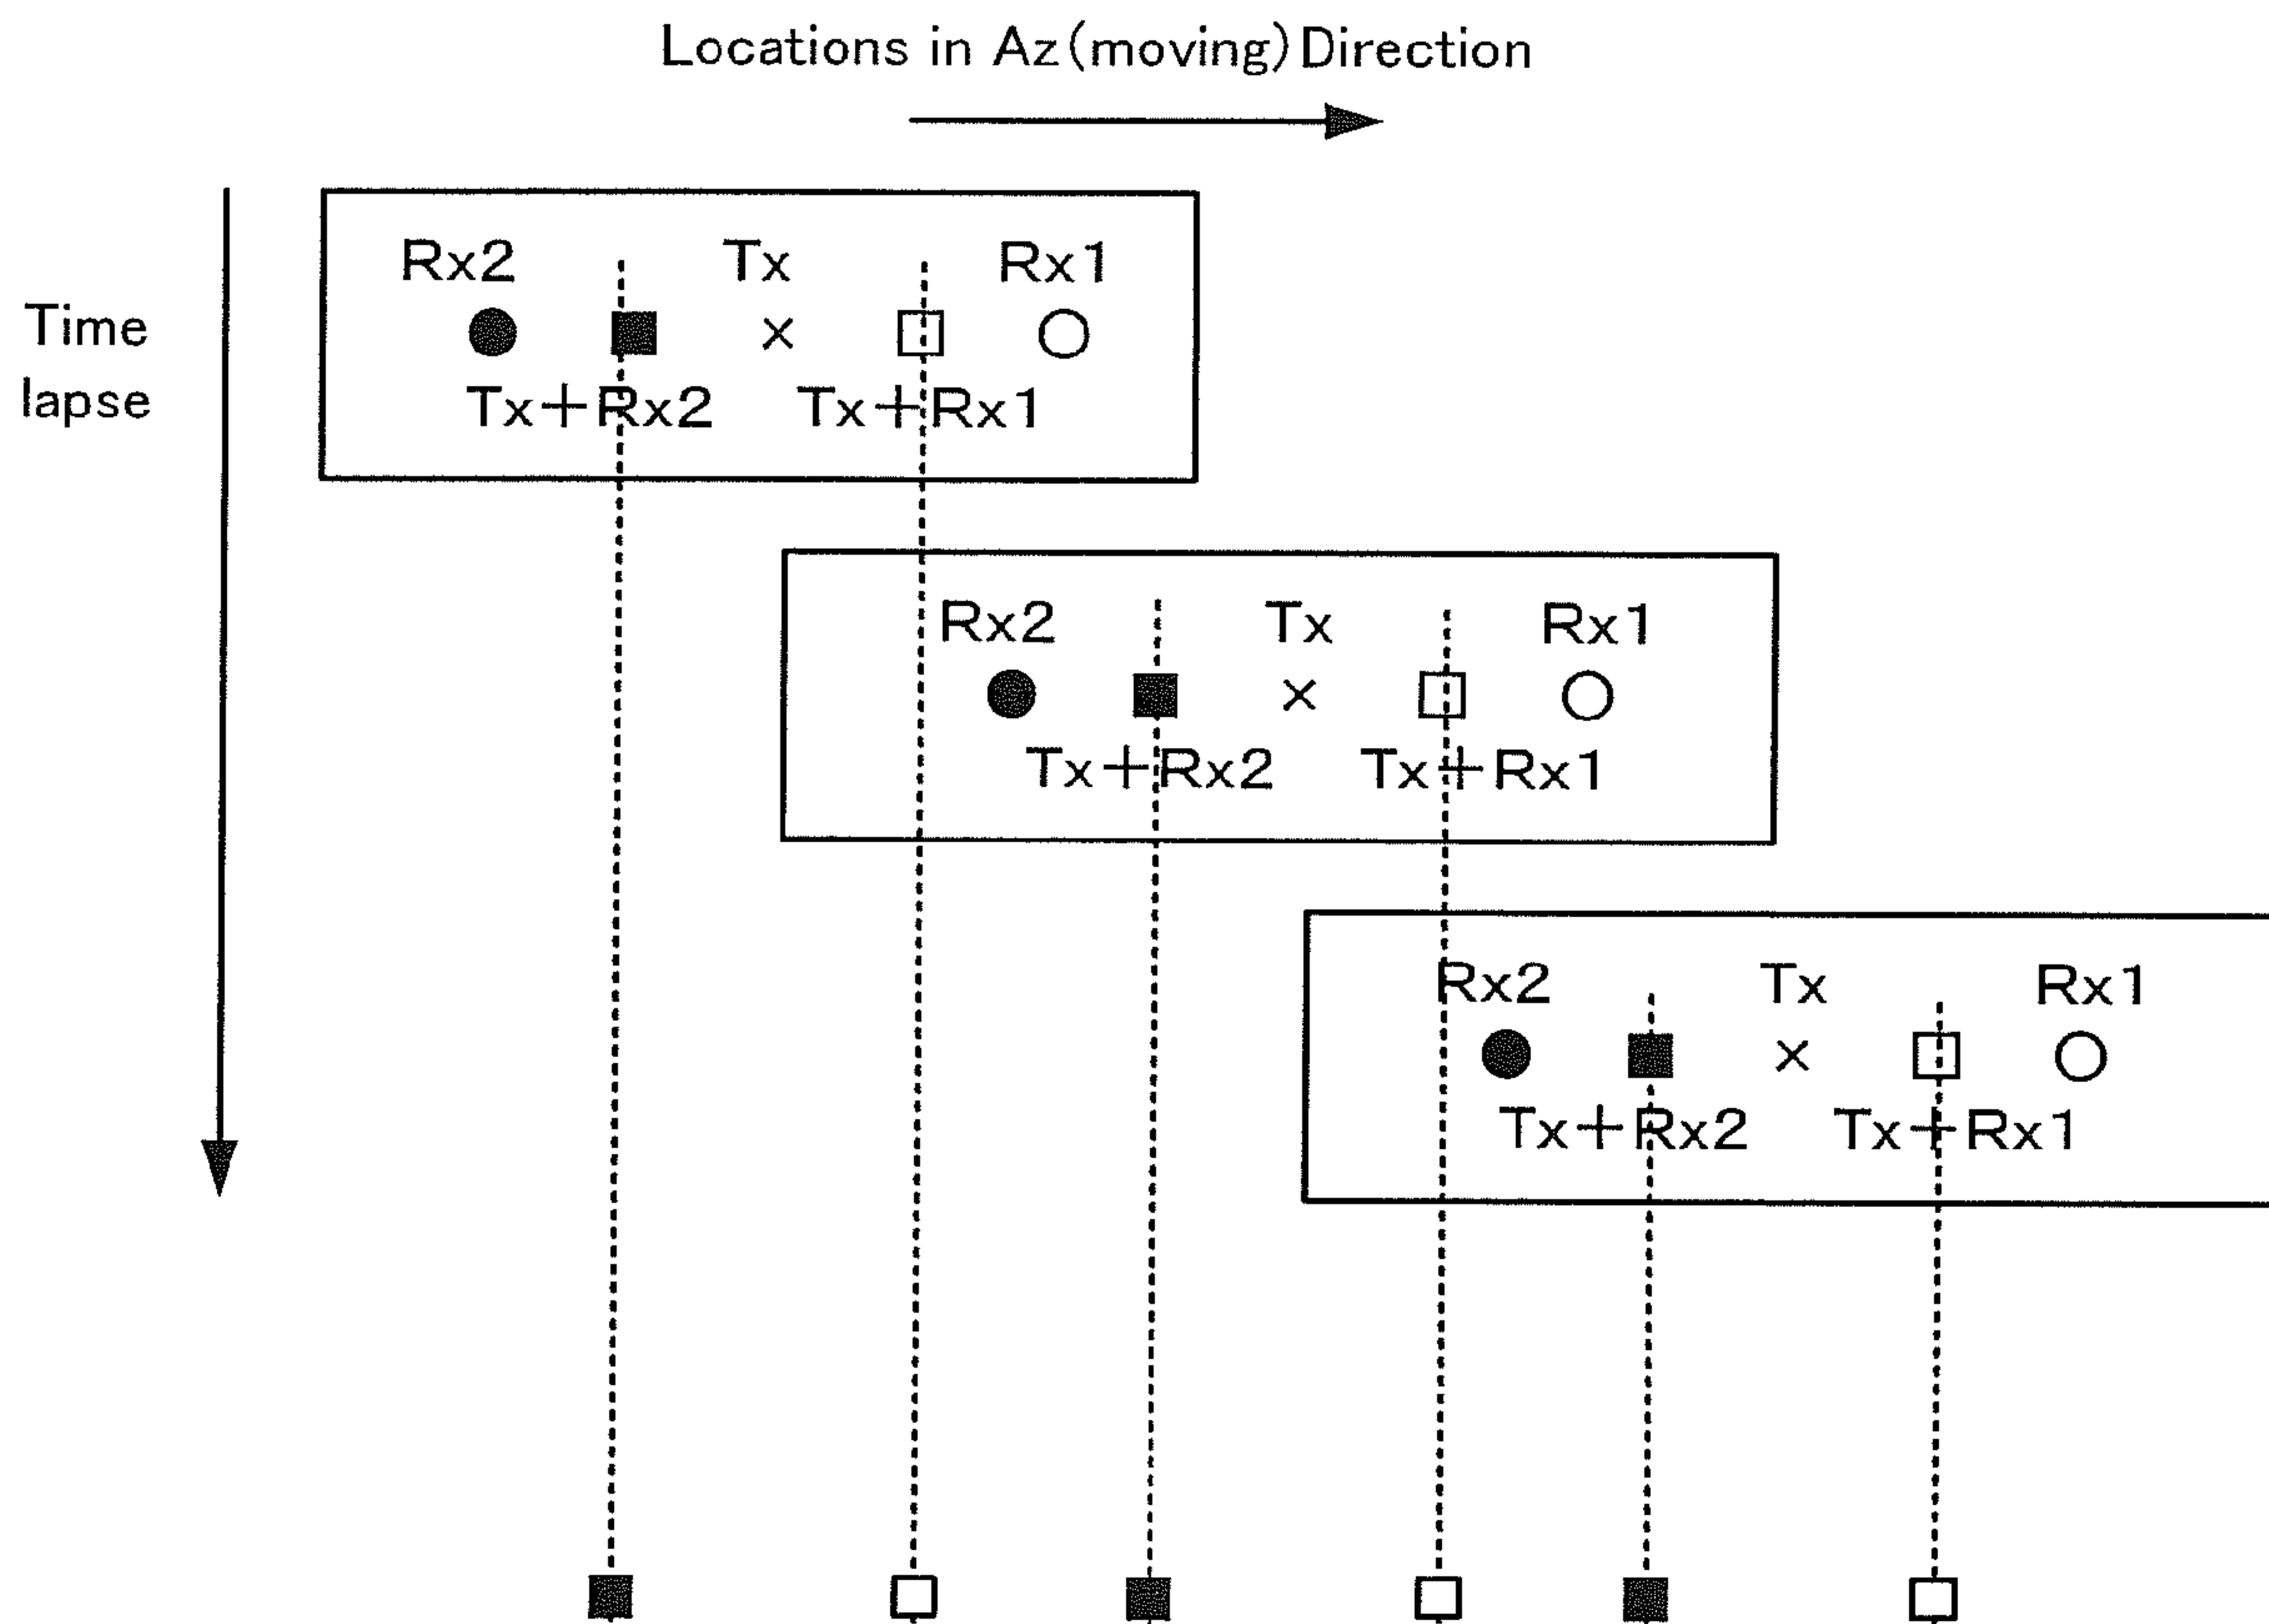 Locations in Az(moving)Direction
Time
lapse
Rx2 Tx Rx1
Tx+Rx2 Tx+Rx1
Rx2 Tx Rx1
Tx+Rx2 Tx+Rx1
Rx2 Tx Rx1
Tx+Rx2 Tx+Rx1